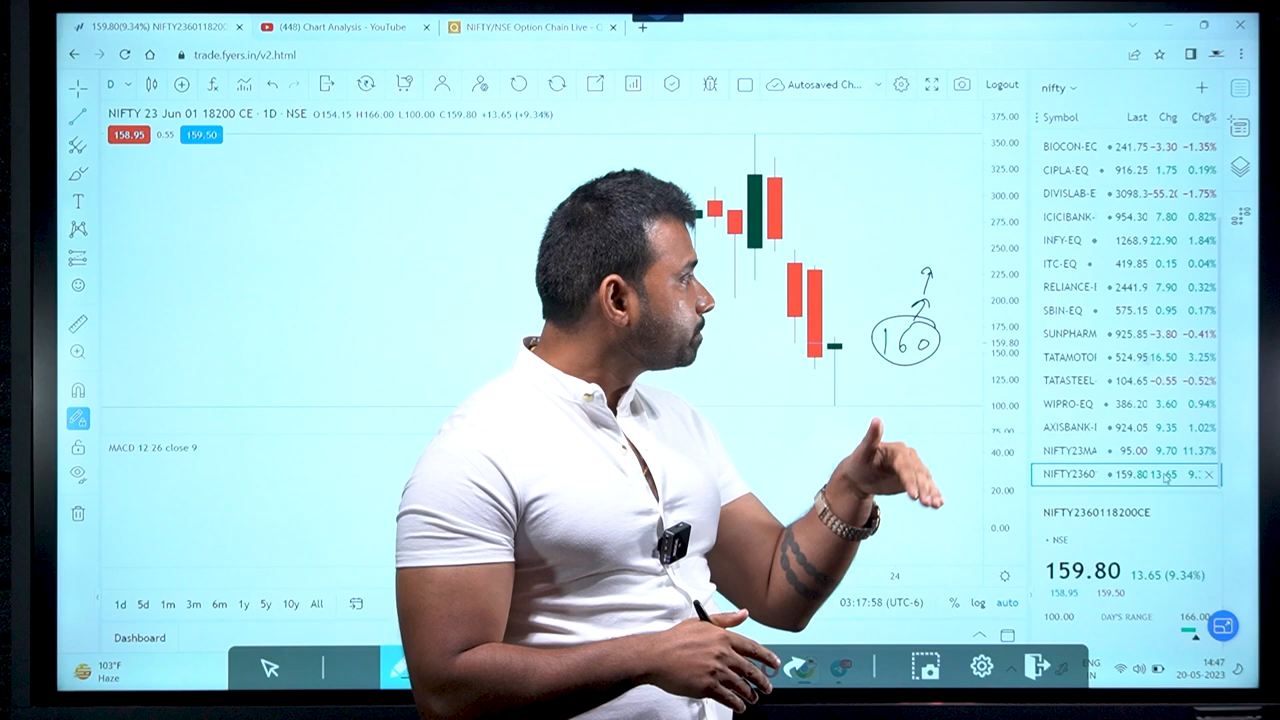 159.80(9.34%) NIFTY2360118200
(448) Chart Analysis - YouTube
NIFTY/NSE Option Chain Live - C
trade.fyers.in/v2.html
D
Autosaved Ch...
Logout
nifty
NIFTY 23 Jun 01 18200 CE · 1D · NSE O154.15 H166.00 L100.00 C159.80 +13.65 (+9.34%)
158.95 0.55 159.50
375.00
350.00
325.00
300.00
275.00
250.00
225.00
200.00
175.00
159.80
150.00
125.00
100.00
75.00
160
MACD 12 26 close 9
40.00
20.00
0.00
24
1d 5d 1m 3m 6m 1y 5y 10y All
03:17:58 (UTC-6) % log auto
Dashboard
Symbol Last Chg Chg%
BIOCON-EC 241.75 −3.30 −1.35%
CIPLA-EQ 916.25 1.75 0.19%
DIVISLAB-E 3098.3 −55.20 −1.75%
ICICIBANK- 954.30 7.80 0.82%
INFY-EQ 1268.9 22.90 1.84%
ITC-EQ 419.85 0.15 0.04%
RELIANCE-E 2441.9 7.90 0.32%
SBIN-EQ 575.15 0.95 0.17%
SUNPHARM 925.85 −3.80 −0.41%
TATAMOTOR 524.95 16.50 3.25%
TATASTEEL- 104.65 −0.55 −0.52%
WIPRO-EQ 386.20 3.60 0.94%
AXISBANK-E 924.05 9.35 1.02%
NIFTY23MA 95.00 9.70 11.37%
NIFTY2360 159.80 13.65 9.:
NIFTY2360118200CE
· NSE
159.80 13.65 (9.34%)
158.95 159.50
100.00 DAY'S RANGE 166.00
103°F
Haze
ENG
IN
14:47
20-05-2023